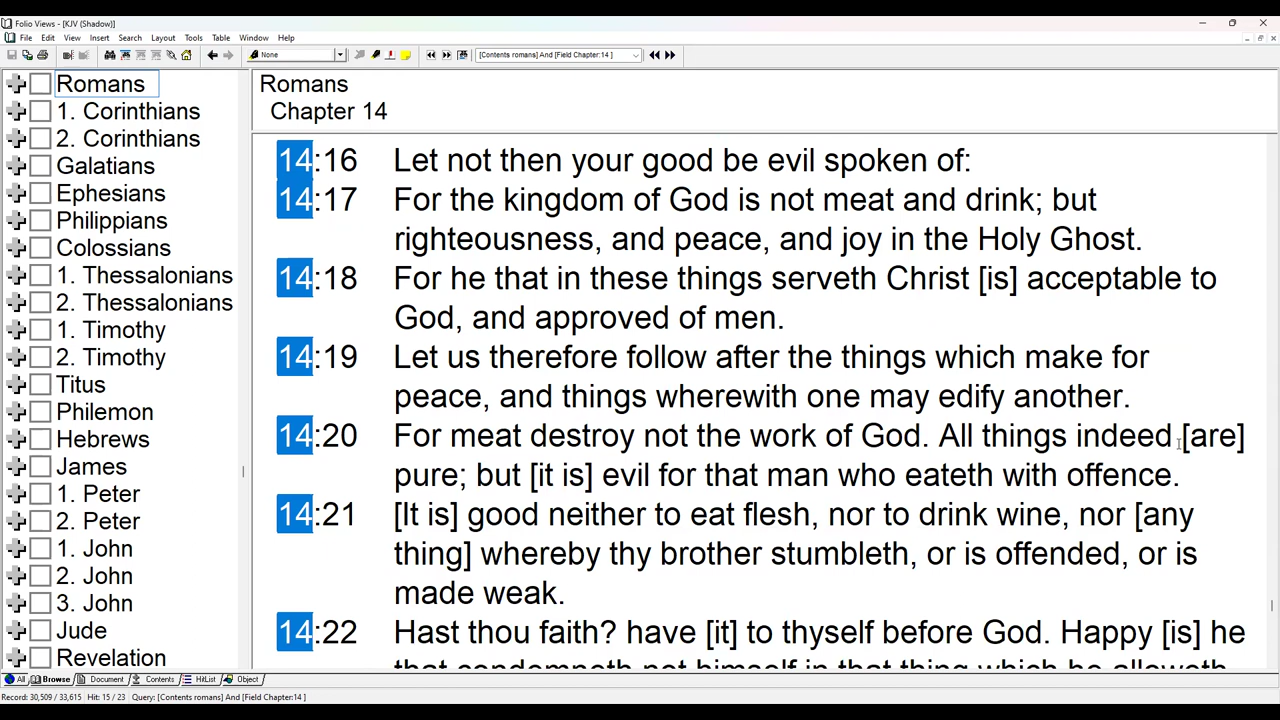 Folio Views - [KJV (Shadow)]
File Edit View Insert Search Layout Tools Table Window Help
None
[Contents romans] And [Field Chapter:14 ]
Romans
1. Corinthians
2. Corinthians
Galatians
Ephesians
Philippians
Colossians
1. Thessalonians
2. Thessalonians
1. Timothy
2. Timothy
Titus
Philemon
Hebrews
James
1. Peter
2. Peter
1. John
2. John
3. John
Jude
Revelation
Romans
Chapter 14
14:16 Let not then your good be evil spoken of:
14:17 For the kingdom of God is not meat and drink; but
righteousness, and peace, and joy in the Holy Ghost.
14:18 For he that in these things serveth Christ [is] acceptable to
God, and approved of men.
14:19 Let us therefore follow after the things which make for
peace, and things wherewith one may edify another.
14:20 For meat destroy not the work of God. All things indeed [are]
pure; but [it is] evil for that man who eateth with offence.
14:21 [It is] good neither to eat flesh, nor to drink wine, nor [any
thing] whereby thy brother stumbleth, or is offended, or is
made weak.
14:22 Hast thou faith? have [it] to thyself before God. Happy [is] he
that condemneth not himself in that thing which he alloweth
All Browse Document Contents HitList Object
Record: 30,509 / 33,615 Hit: 15 / 23 Query: [Contents romans] And [Field Chapter:14 ]